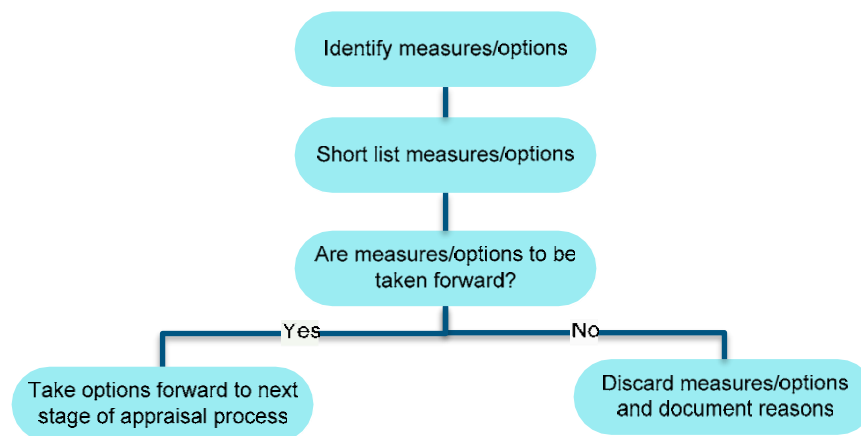 Identify measures/options
Short list measures/options
Are measures/options to be
taken forward?
Yes
No
Take options forward to next
stage of appraisal process
Discard measures/options
and document reasons